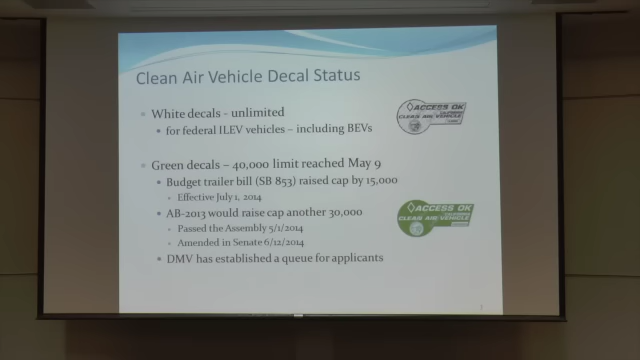 Clean Air Vehicle Decal Status
White decals - unlimited
for federal ILEV vehicles – including BEVs
ACCESS OK
CLEAN AIR VEHICLE
Green decals – 40,000 limit reached May 9
Budget trailer bill (SB 853) raised cap by 15,000
Effective July 1, 2014
AB-2013 would raise cap another 30,000
Passed the Assembly 5/1/2014
Amended in Senate 6/12/2014
ACCESS OK
CLEAN AIR VEHICLE
DMV has established a queue for applicants